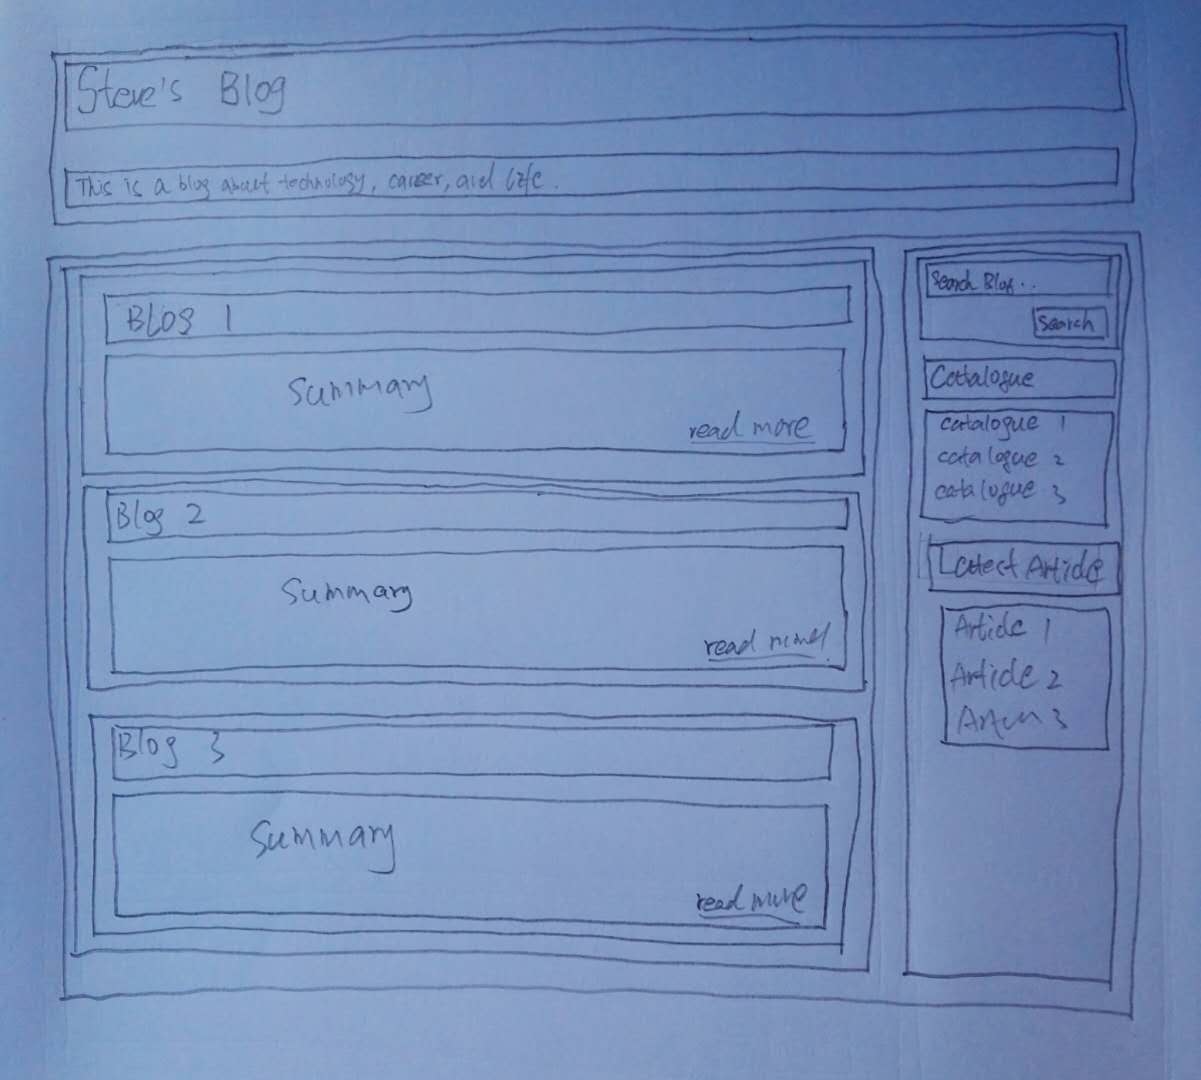 Steve's Blog
This is a blog about technology, career, and life.
Blog 1
Summary
read more
Blog 2
Summary
read more
Blog 3
Summary
read more
Search Blog..
Search
Catalogue
catalogue 1
catalogue 2
catalogue 3
Latest Article
Article 1
Article 2
3